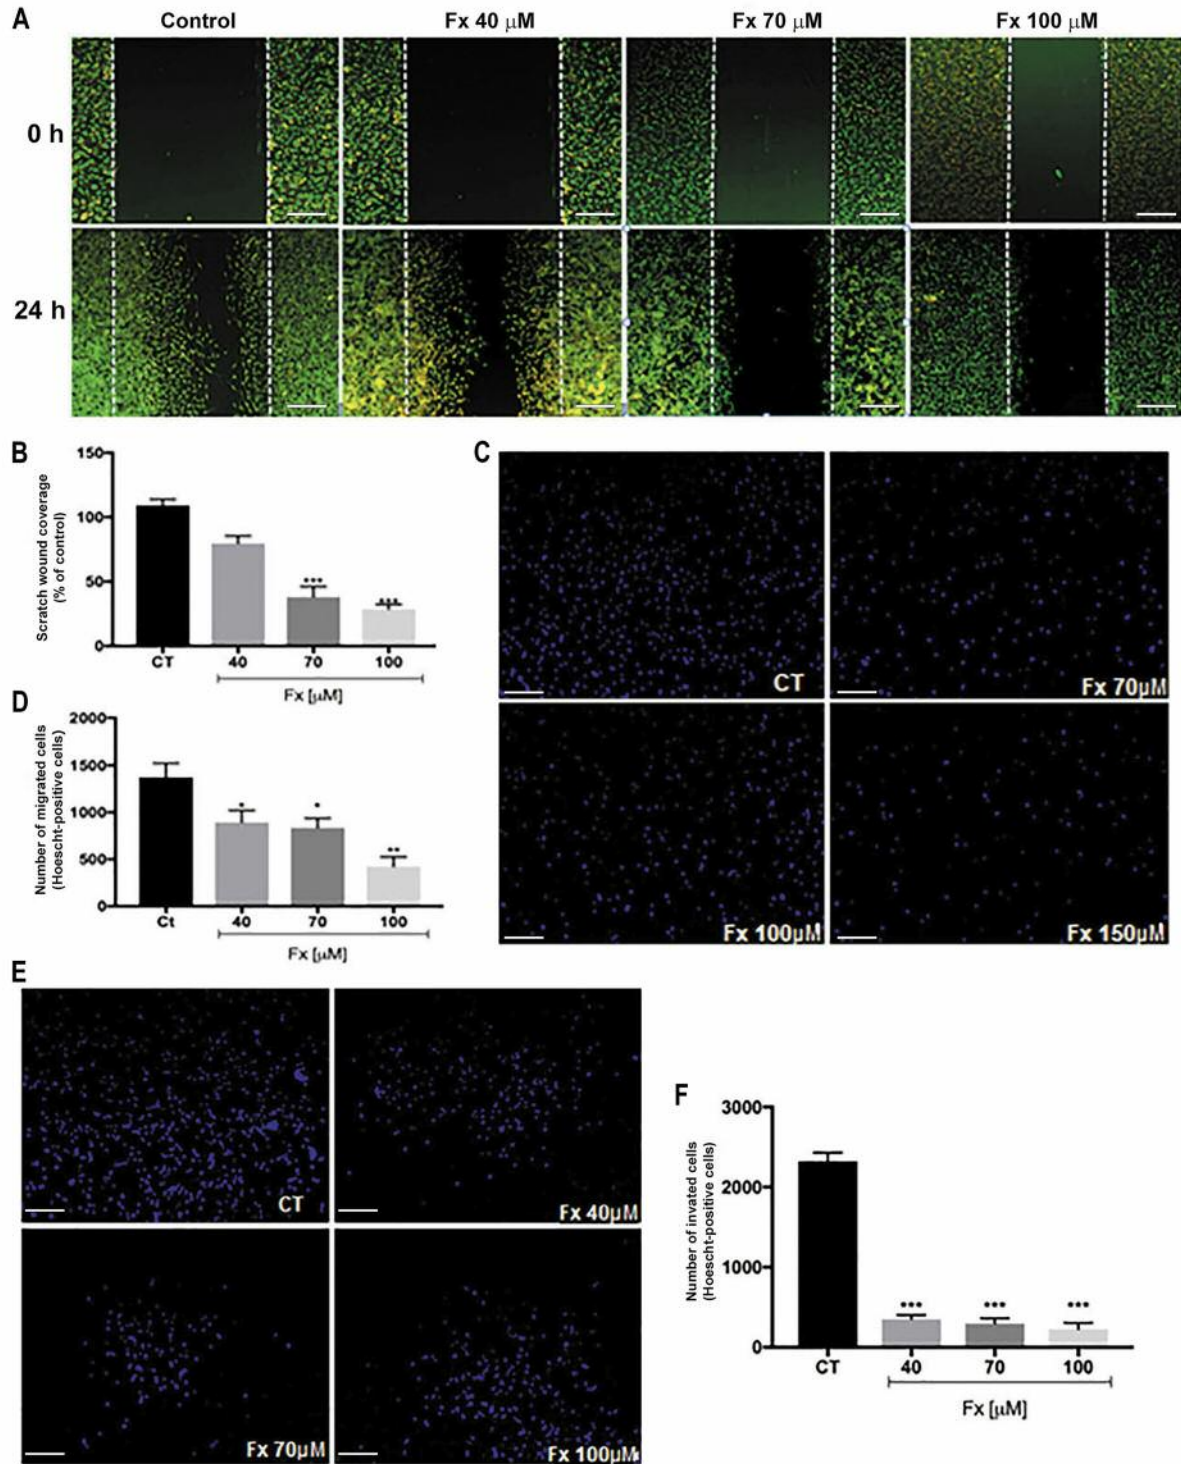 A
Control
Fx 40 μM
Fx 70 μM
Fx 100 μM
0 h
24 h
B
Scratch wound coverage
(% of control)
150
100
50
0
***
***
CT
40
70
100
Fx [μM]
C
CT
Fx 70μM
Fx 100μM
Fx 150μM
D
Number of migrated cells
(Hoescht-positive cells)
2000
1500
1000
500
0
*
*
**
Ct
40
70
100
Fx [μM]
E
CT
Fx 40μM
Fx 70μM
Fx 100μM
F
Number of invated cells
(Hoescht-positive cells)
3000
2000
1000
0
***
***
***
CT
40
70
100
Fx [μM]